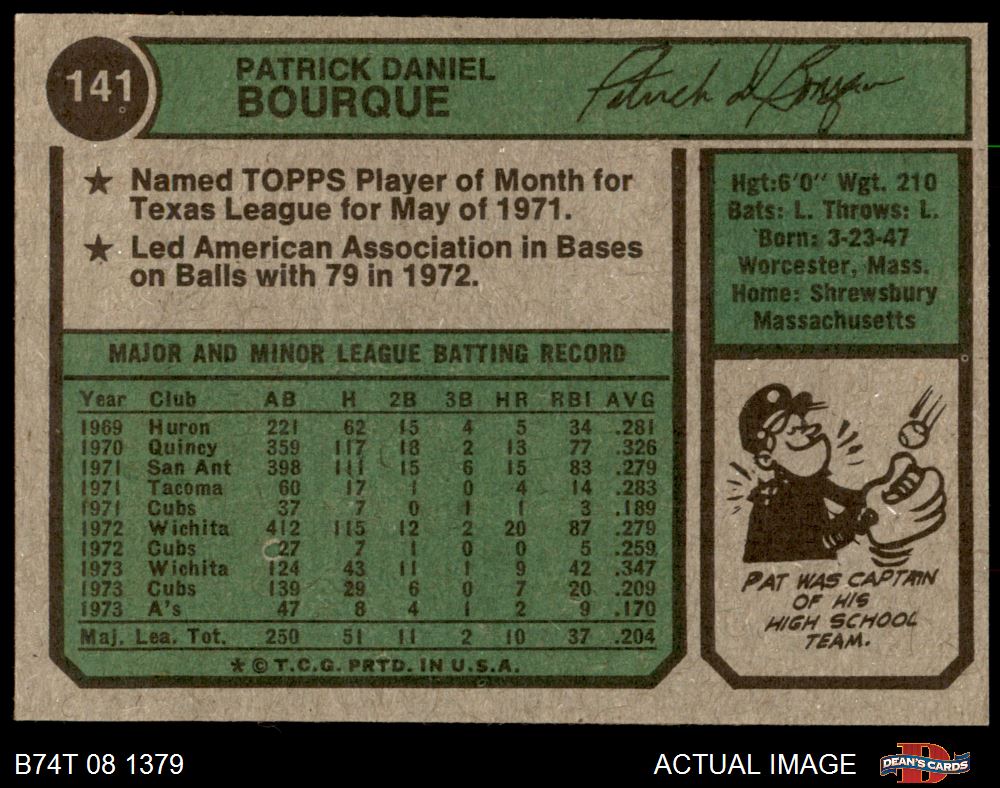 141
PATRICK DANIEL
BOURQUE
Patrick D Bourque
★ Named TOPPS Player of Month for
Texas League for May of 1971.
★ Led American Association in Bases
on Balls with 79 in 1972.
Hgt:6'0" Wgt. 210
Bats: L. Throws: L.
Born: 3-23-47
Worcester, Mass.
Home: Shrewsbury
Massachusetts
MAJOR AND MINOR LEAGUE BATTING RECORD
Year Club AB H 2B 3B HR RBI AVG
1969 Huron 221 62 15 4 5 34 .281
1970 Quincy 359 117 18 2 13 77 .326
1971 San Ant 398 111 15 6 15 83 .279
1971 Tacoma 60 17 1 0 4 14 .283
1971 Cubs 37 7 0 1 1 3 .189
1972 Wichita 412 115 12 2 20 87 .279
1972 Cubs 27 7 1 0 0 5 .259
1973 Wichita 124 43 11 1 9 42 .347
1973 Cubs 139 29 6 0 7 20 .209
1973 A's 47 8 4 1 2 9 .170
Maj. Lea. Tot. 250 51 11 2 10 37 .204
★ © T.C.G. PRTD. IN U.S.A.
PAT WAS CAPTAIN
OF HIS
HIGH SCHOOL
TEAM.
B74T 08 1379
ACTUAL IMAGE
D
DEAN'S CARDS